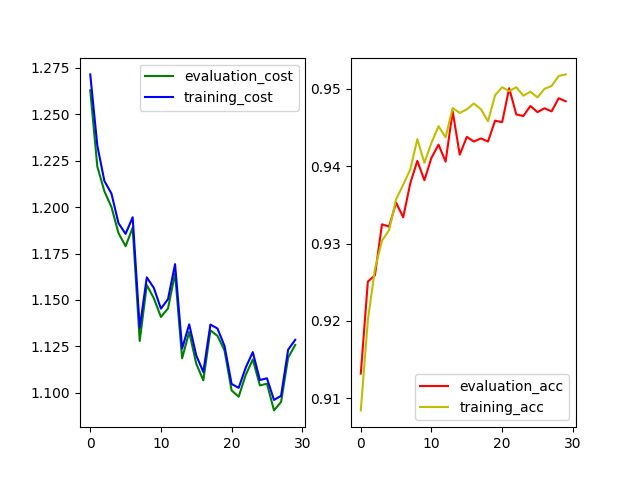 1.275
1.250
1.225
1.200
1.175
1.150
1.125
1.100
0 10 20 30
evaluation_cost
training_cost
0.95
0.94
0.93
0.92
0.91
0 10 20 30
evaluation_acc
training_acc